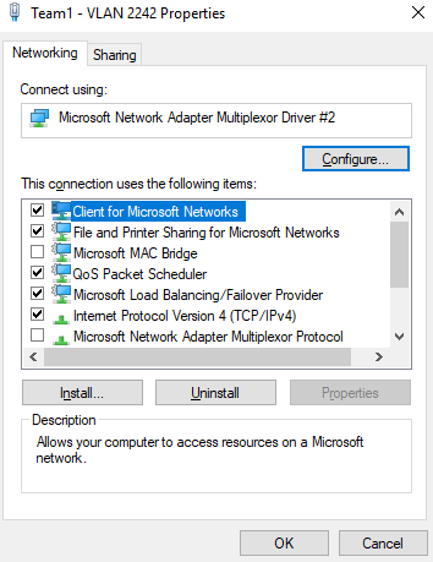 Team1 - VLAN 2242 Properties
Networking
Sharing
Connect using:
Microsoft Network Adapter Multiplexor Driver #2
Configure...
This connection uses the following items:
Client for Microsoft Networks
File and Printer Sharing for Microsoft Networks
Microsoft MAC Bridge
QoS Packet Scheduler
Microsoft Load Balancing/Failover Provider
Internet Protocol Version 4 (TCP/IPv4)
Microsoft Network Adapter Multiplexor Protocol
Install...
Uninstall
Properties
Description
Allows your computer to access resources on a Microsoft
network.
OK
Cancel